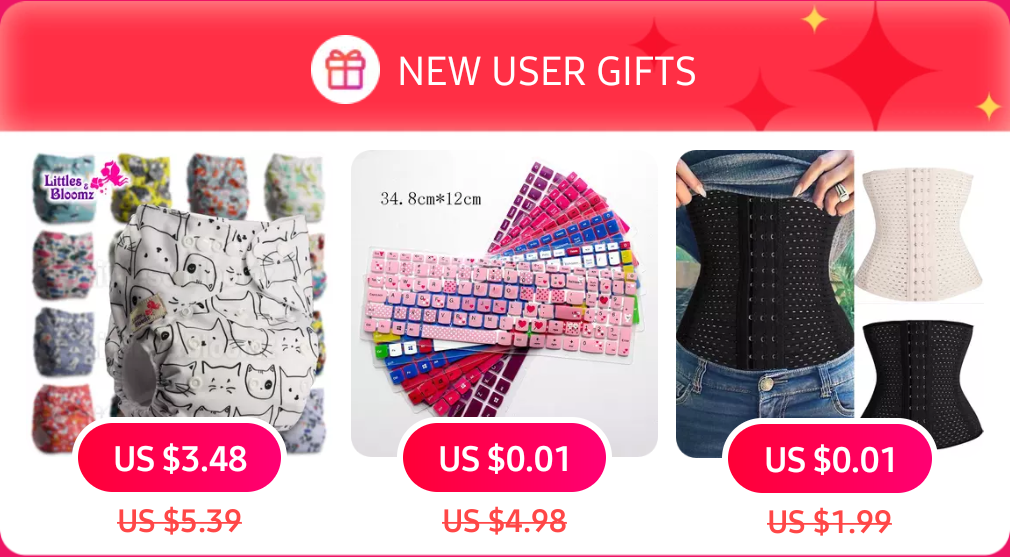 NEW USER GIFTS
Littles &
Bloomz
34.8cm*12cm
US $3.48
US $0.01
US $0.01
US $5.39
US $4.98
US $1.99